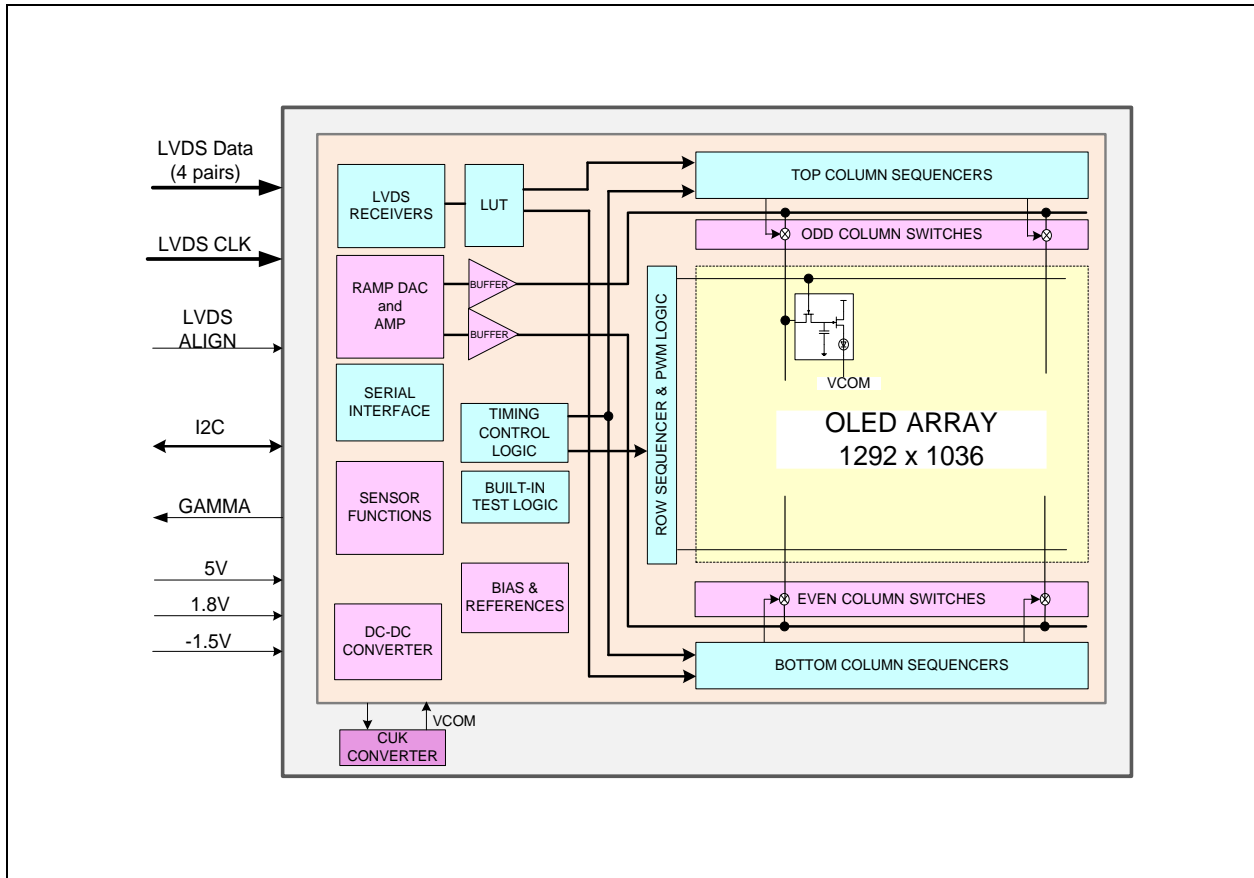 LVDS Data
(4 pairs)
LVDS CLK
LVDS
ALIGN
I2C
GAMMA
5V
1.8V
-1.5V
LVDS
RECEIVERS
LUT
RAMP DAC
and
AMP
BUFFER
BUFFER
SERIAL
INTERFACE
TIMING
CONTROL
LOGIC
SENSOR
FUNCTIONS
BUILT-IN
TEST LOGIC
BIAS &
REFERENCES
DC-DC
CONVERTER
VCOM
CUK
CONVERTER
ROW SEQUENCER & PWM LOGIC
TOP COLUMN SEQUENCERS
ODD COLUMN SWITCHES
VCOM
OLED ARRAY
1292 x 1036
EVEN COLUMN SWITCHES
BOTTOM COLUMN SEQUENCERS